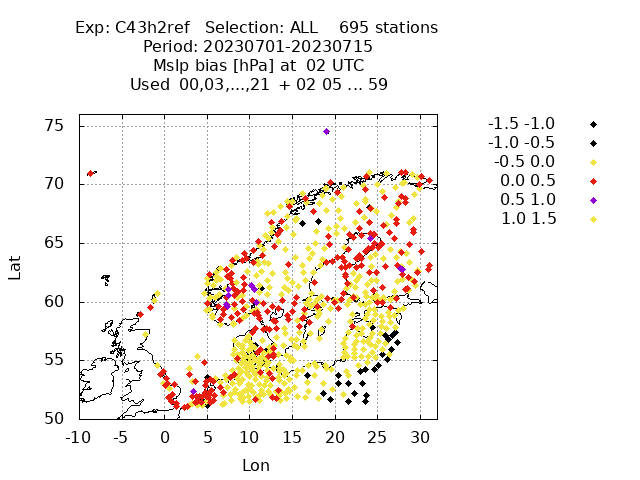 Exp: C43h2ref   Selection: ALL    695 stations
Period: 20230701-20230715
Mslp bias [hPa] at  02 UTC
Used  00,03,...,21  + 02 05 ... 59
75
70
65
60
55
50
Lat
-10 -5 0 5 10 15 20 25 30
Lon
-1.5 -1.0
-1.0 -0.5
-0.5 0.0
0.0 0.5
0.5 1.0
1.0 1.5